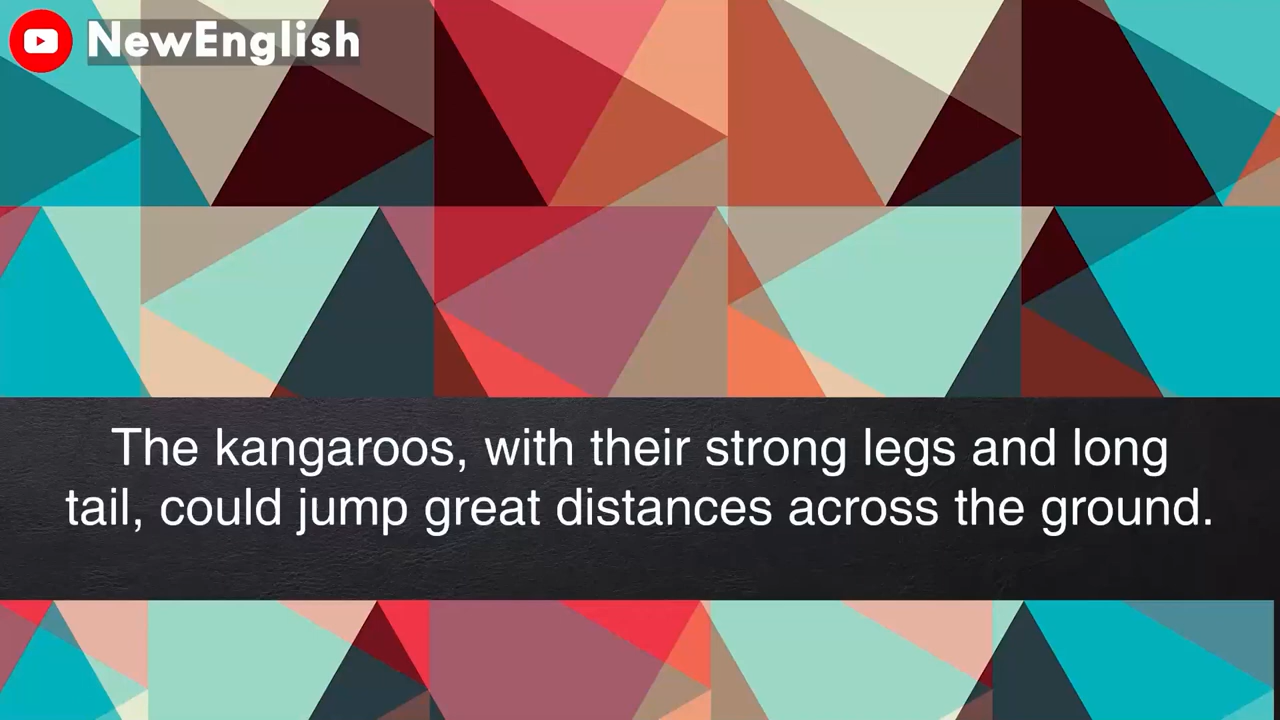 NewEnglish
The kangaroos, with their strong legs and long
tail, could jump great distances across the ground.